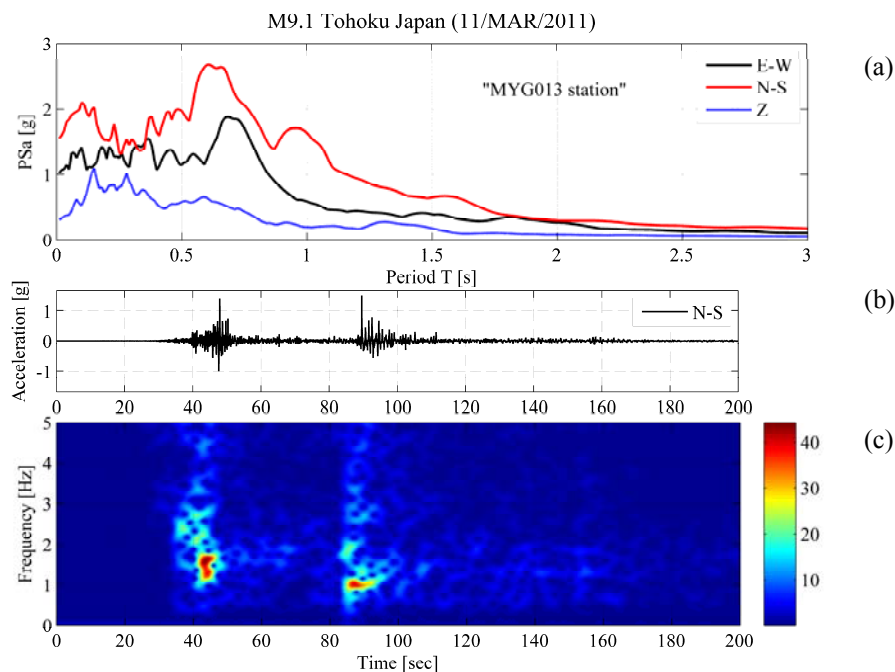 M9.1 Tohoku Japan (11/MAR/2011)
(a)
3
2
1
0
PSa [g]
"MYG013 station"
E-W
N-S
Z
0 0.5 1 1.5 2 2.5 3
Period T [s]
(b)
Acceleration [g]
1
0
-1
N-S
0 20 40 60 80 100 120 140 160 180 200
(c)
Frequency [Hz]
5
4
3
2
1
0
40
30
20
10
0 20 40 60 80 100 120 140 160 180 200
Time [sec]